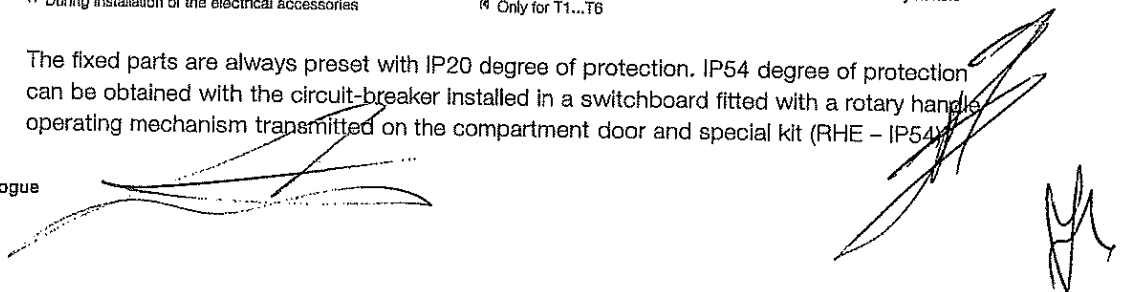 During installation of the electrical accessories
Only for T1...T6
The fixed parts are always preset with IP20 degree of protection. IP54 degree of protection
can be obtained with the circuit-breaker installed in a switchboard fitted with a rotary handle
operating mechanism transmitted on the compartment door and special kit (RHE – IP54)
ogue